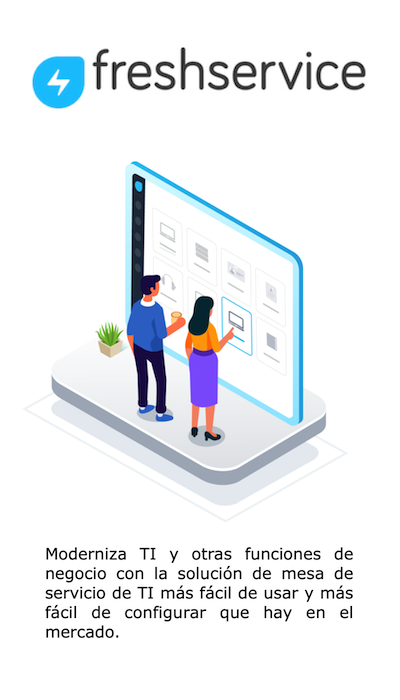 freshservice
Moderniza TI y otras funciones de
negocio con la solución de mesa de
servicio de TI más fácil de usar y más
fácil de configurar que hay en el
mercado.